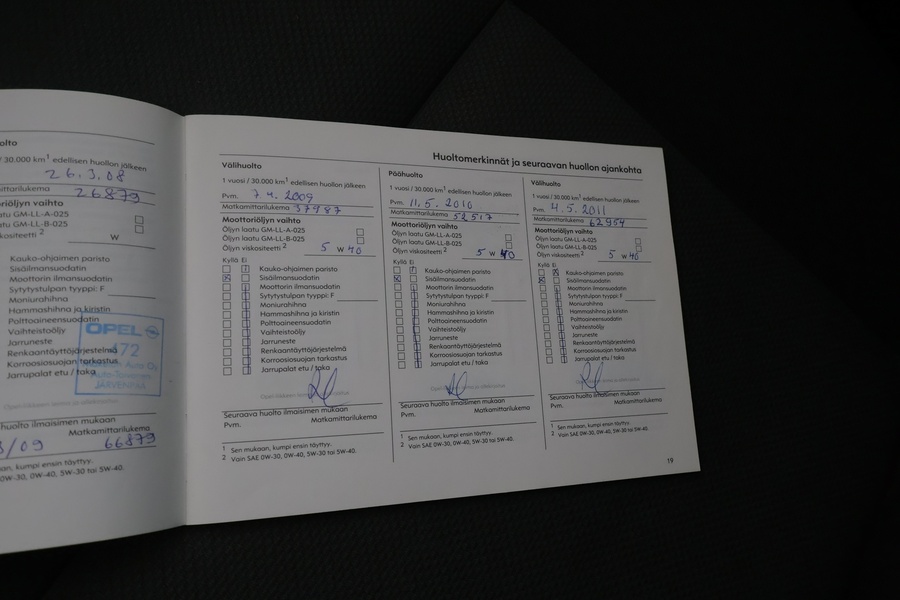 olto
/ 30.000 km1 edellisen huollon jälkeen
26.3.08
mittarilukema 26879
riöljyn vaihto
atu GM-LL-A-025
atu GM-LL-B-025
skositeetti 2 W
Kauko-ohjaimen paristo
Sisäilmansuodatin
Moottorin ilmansuodatin
Sytytystulpan tyyppi: F
Moniurahihna
Hammashihna ja kiristin
Polttoaineensuodatin
Vaihteistoöljy
Jarruneste
Renkaantäyttöjärjestelmä
Korroosiosuojan tarkastus
Jarrupalat etu / taka
OPEL
472
JÄRVENPÄÄ
huolto ilmaisimen mukaan
/09 Matkamittarilukema 66879
an, kumpi ensin täyttyy.
0W-30, 0W-40, 5W-30 tai 5W-40.
Huoltomerkinnät ja seuraavan huollon ajankohta
Välihuolto
1 vuosi / 30.000 km1 edellisen huollon jälkeen
Pvm. 7.4.2009
Matkamittarilukema 37987
Moottoriöljyn vaihto
Öljyn laatu GM-LL-A-025
Öljyn laatu GM-LL-B-025
Öljyn viskositeetti 2 5 W 40
Kyllä Ei
Kauko-ohjaimen paristo
Sisäilmansuodatin
Moottorin ilmansuodatin
Sytytystulpan tyyppi: F
Moniurahihna
Hammashihna ja kiristin
Polttoaineensuodatin
Vaihteistoöljy
Jarruneste
Renkaantäyttöjärjestelmä
Korroosiosuojan tarkastus
Jarrupalat etu / taka
Seuraava huolto ilmaisimen mukaan
Pvm. Matkamittarilukema
1 Sen mukaan, kumpi ensin täyttyy.
2 Vain SAE 0W-30, 0W-40, 5W-30 tai 5W-40.
Päähuolto
1 vuosi / 30.000 km1 edellisen huollon jälkeen
Pvm. 11.5.2010
Matkamittarilukema 52517
Moottoriöljyn vaihto
Öljyn laatu GM-LL-A-025
Öljyn laatu GM-LL-B-025
Öljyn viskositeetti 2 5 W 40
Kyllä Ei
Kauko-ohjaimen paristo
Sisäilmansuodatin
Moottorin ilmansuodatin
Sytytystulpan tyyppi: F
Moniurahihna
Hammashihna ja kiristin
Polttoaineensuodatin
Vaihteistoöljy
Jarruneste
Renkaantäyttöjärjestelmä
Korroosiosuojan tarkastus
Jarrupalat etu / taka
Seuraava huolto ilmaisimen mukaan
Pvm. Matkamittarilukema
1 Sen mukaan, kumpi ensin täyttyy.
2 Vain SAE 0W-30, 0W-40, 5W-30 tai 5W-40.
Välihuolto
1 vuosi / 30.000 km1 edellisen huollon jälkeen
Pvm. 4.5.2011
Matkamittarilukema 62954
Moottoriöljyn vaihto
Öljyn laatu GM-LL-A-025
Öljyn laatu GM-LL-B-025
Öljyn viskositeetti 2 5 W 40
Kyllä Ei
Kauko-ohjaimen paristo
Sisäilmansuodatin
Moottorin ilmansuodatin
Sytytystulpan tyyppi: F
Moniurahihna
Hammashihna ja kiristin
Polttoaineensuodatin
Vaihteistoöljy
Jarruneste
Renkaantäyttöjärjestelmä
Korroosiosuojan tarkastus
Jarrupalat etu / taka
Seuraava huolto ilmaisimen mukaan
Pvm. Matkamittarilukema
1 Sen mukaan, kumpi ensin täyttyy.
2 Vain SAE 0W-30, 0W-40, 5W-30 tai 5W-40.
19